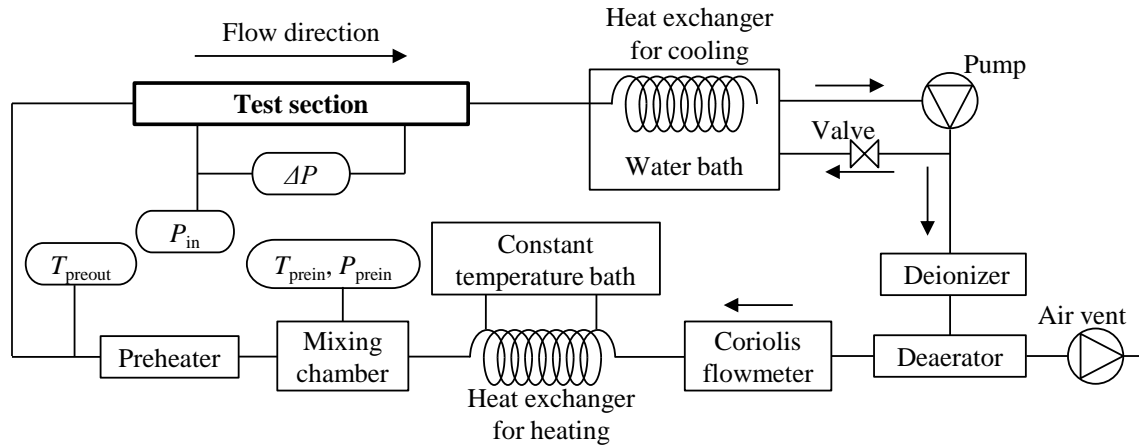 Flow direction
Test section
ΔP
P_in
T_preout
T_prein, P_prein
Heat exchanger
for cooling
Water bath
Pump
Valve
Constant
temperature bath
Deionizer
Air vent
Preheater
Mixing
chamber
Heat exchanger
for heating
Coriolis
flowmeter
Deaerator